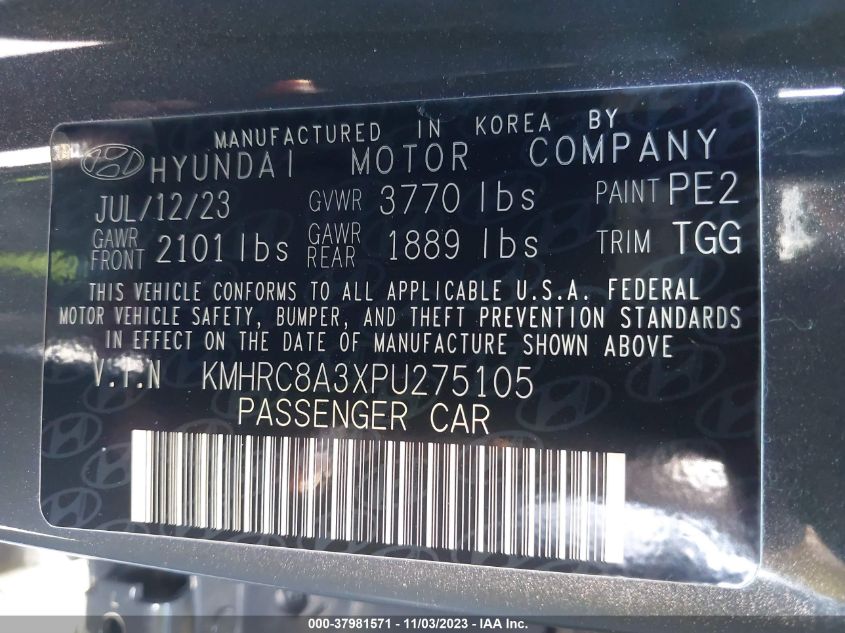 MANUFACTURED IN KOREA BY
HYUNDAI MOTOR COMPANY
JUL/12/23 GVWR 3770 lbs PAINT PE2
GAWR FRONT 2101 lbs GAWR REAR 1889 lbs TRIM TGG
THIS VEHICLE CONFORMS TO ALL APPLICABLE U.S.A. FEDERAL
MOTOR VEHICLE SAFETY, BUMPER, AND THEFT PREVENTION STANDARDS
IN EFFECT ON THE DATE OF MANUFACTURE SHOWN ABOVE
V.I.N KMHRC8A3XPU275105
PASSENGER CAR
000-37981571 - 11/03/2023 - IAA Inc.